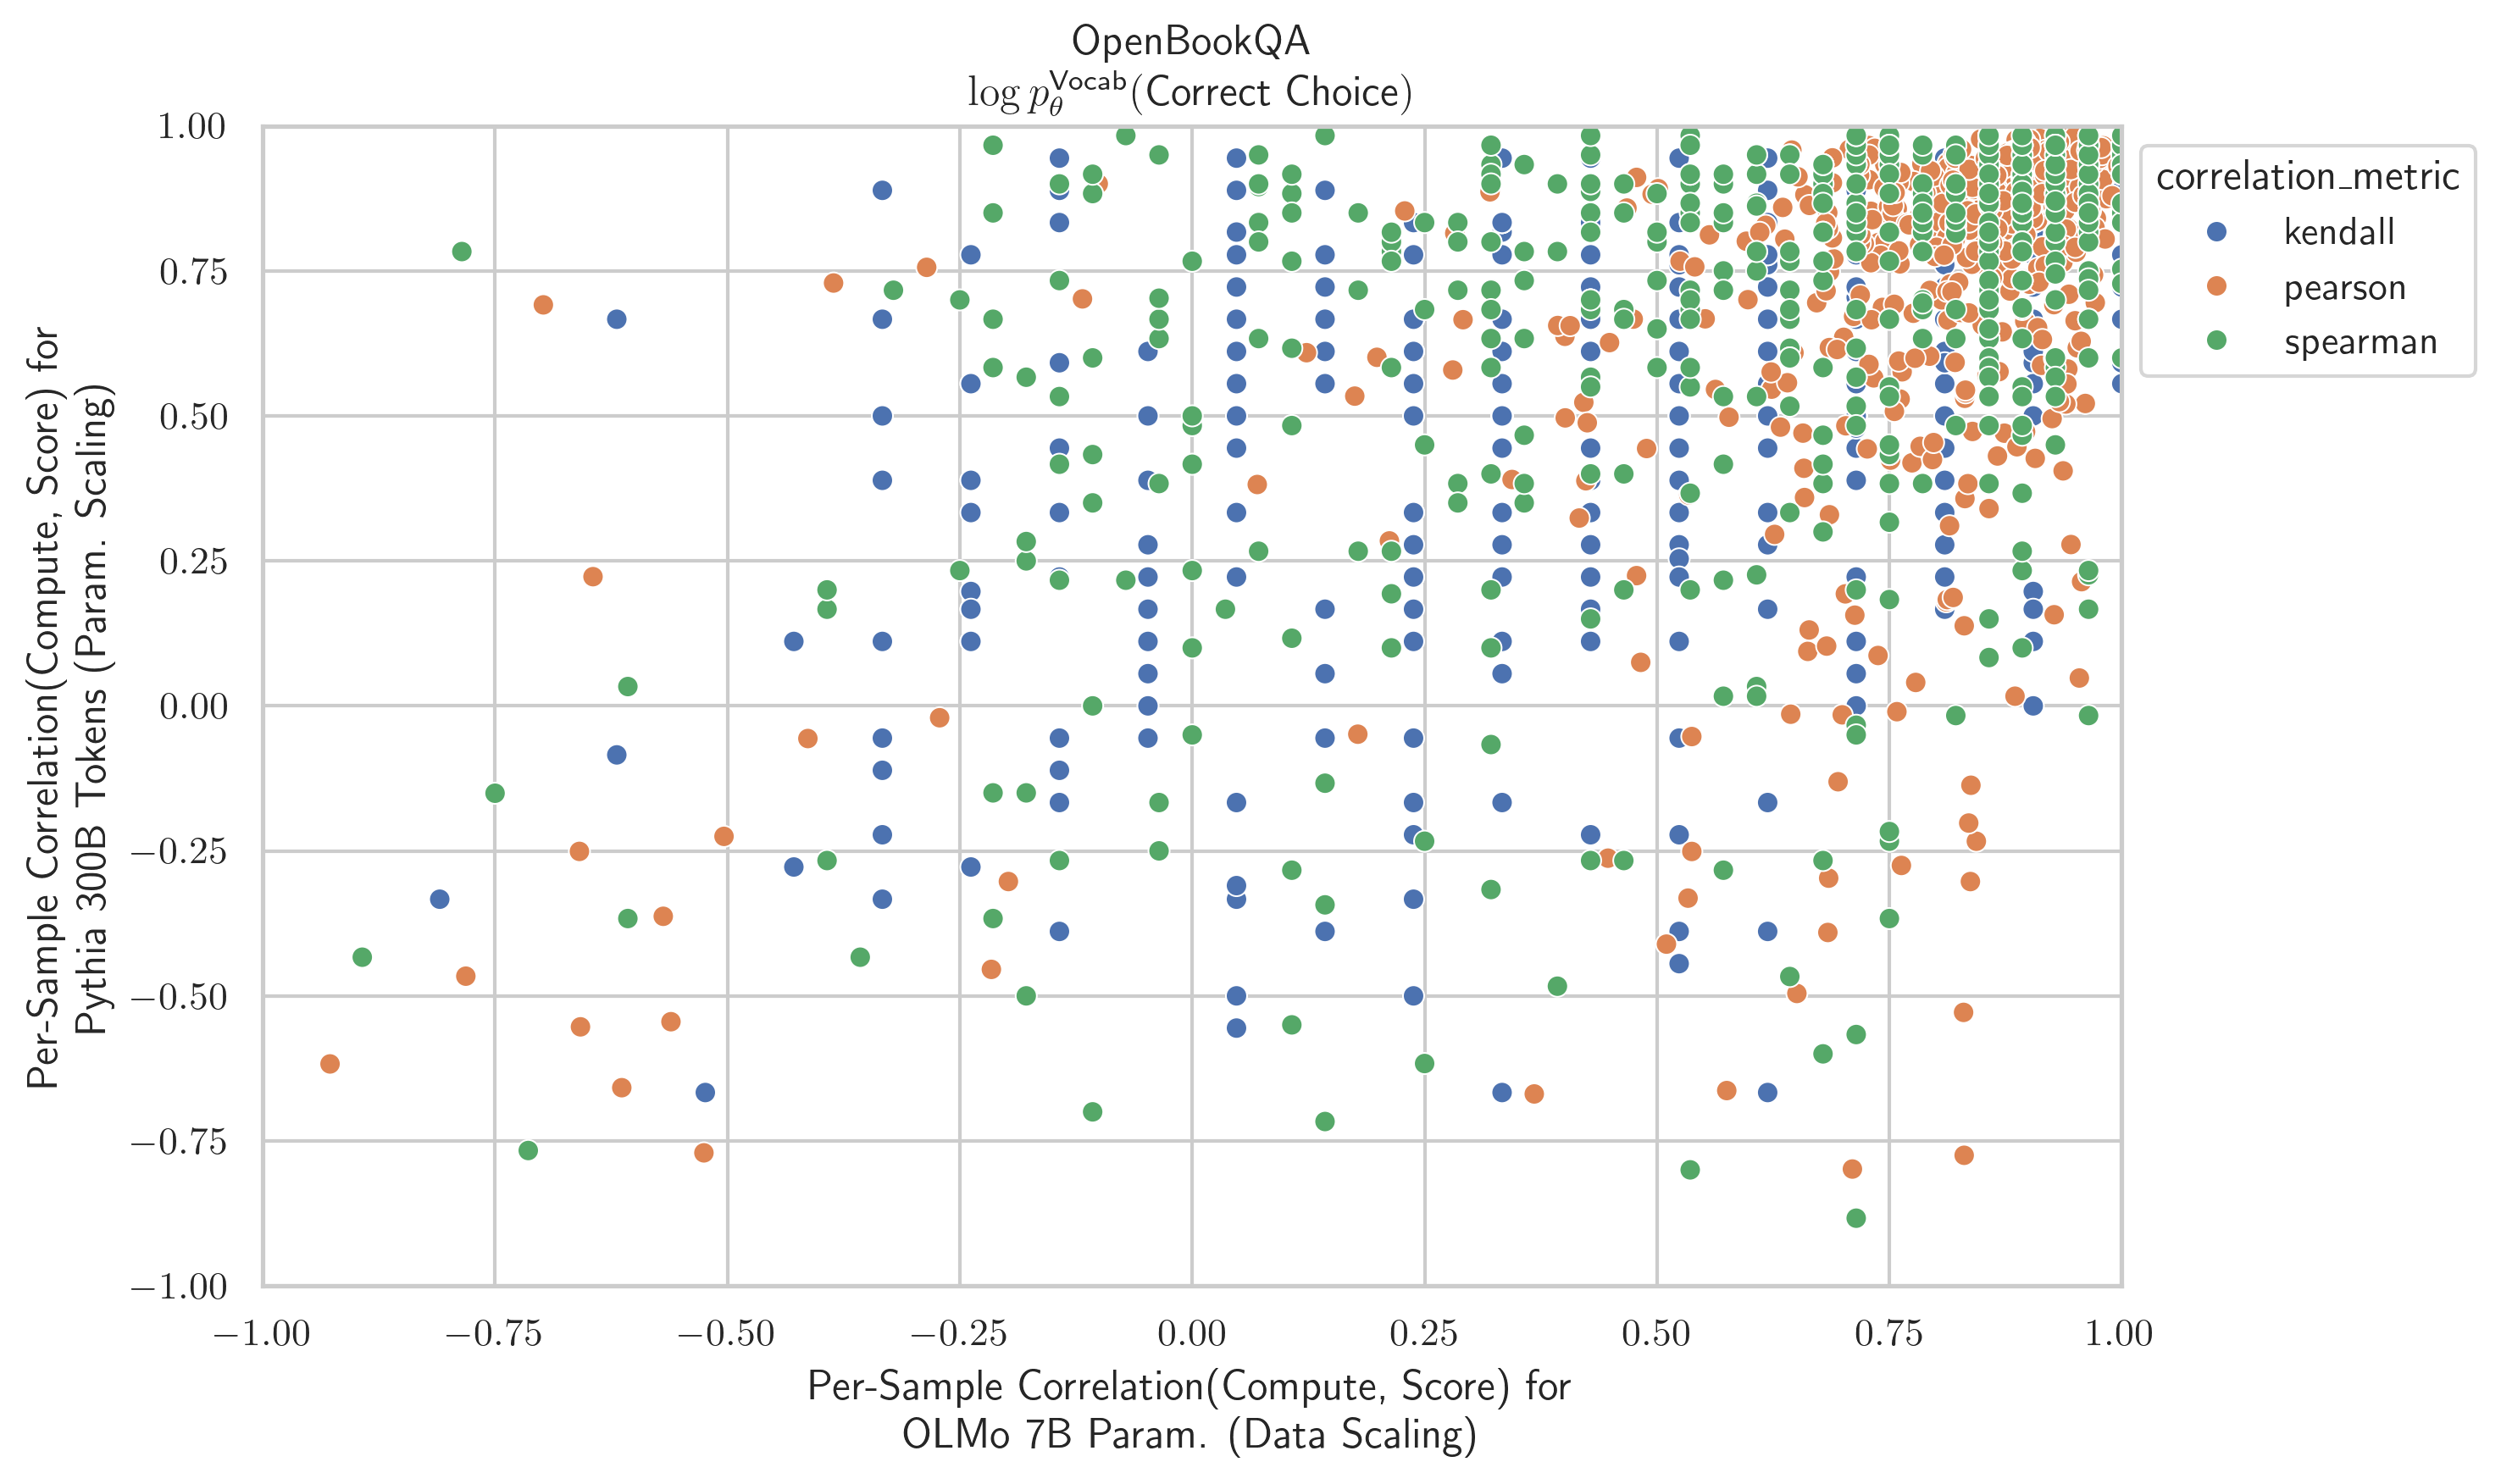 OpenBookQA
log p_θ^Vocab(Correct Choice)
1.00
0.75
0.50
0.25
0.00
−0.25
−0.50
−0.75
−1.00
Per-Sample Correlation(Compute, Score) for
Pythia 300B Tokens (Param. Scaling)
−1.00 −0.75 −0.50 −0.25 0.00 0.25 0.50 0.75 1.00
Per-Sample Correlation(Compute, Score) for
OLMo 7B Param. (Data Scaling)
correlation_metric
kendall
pearson
spearman